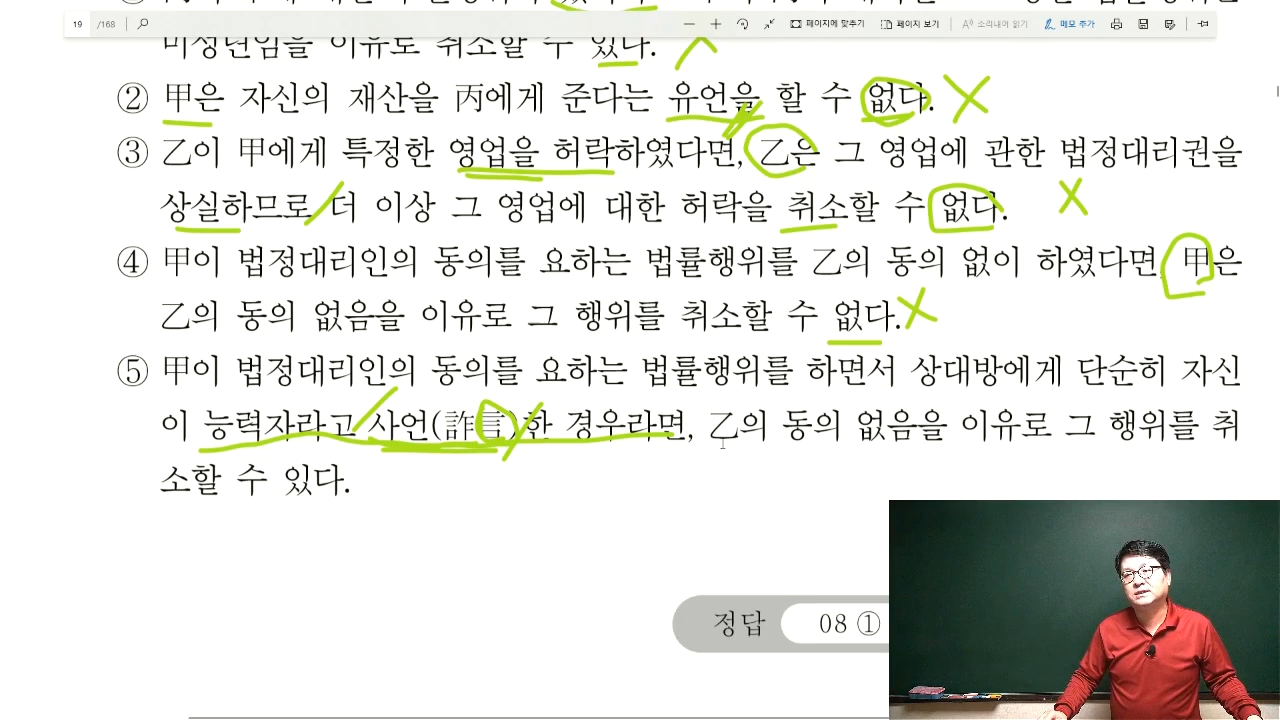 19 /168 페이지에 맞추기 페이지 보기 소리내어 읽기 메모 추가
미성년임을 이유로 취소할 수 있다.
② 甲은 자신의 재산을 丙에게 준다는 유언을 할 수 없다.
③ 乙이 甲에게 특정한 영업을 허락하였다면, 乙은 그 영업에 관한 법정대리권을
상실하므로 더 이상 그 영업에 대한 허락을 취소할 수 없다.
④ 甲이 법정대리인의 동의를 요하는 법률행위를 乙의 동의 없이 하였다면, 甲은
乙의 동의 없음을 이유로 그 행위를 취소할 수 없다.
⑤ 甲이 법정대리인의 동의를 요하는 법률행위를 하면서 상대방에게 단순히 자신
이 능력자라고 사언(詐言)한 경우라면, 乙의 동의 없음을 이유로 그 행위를 취
소할 수 있다.
정답 08 ①